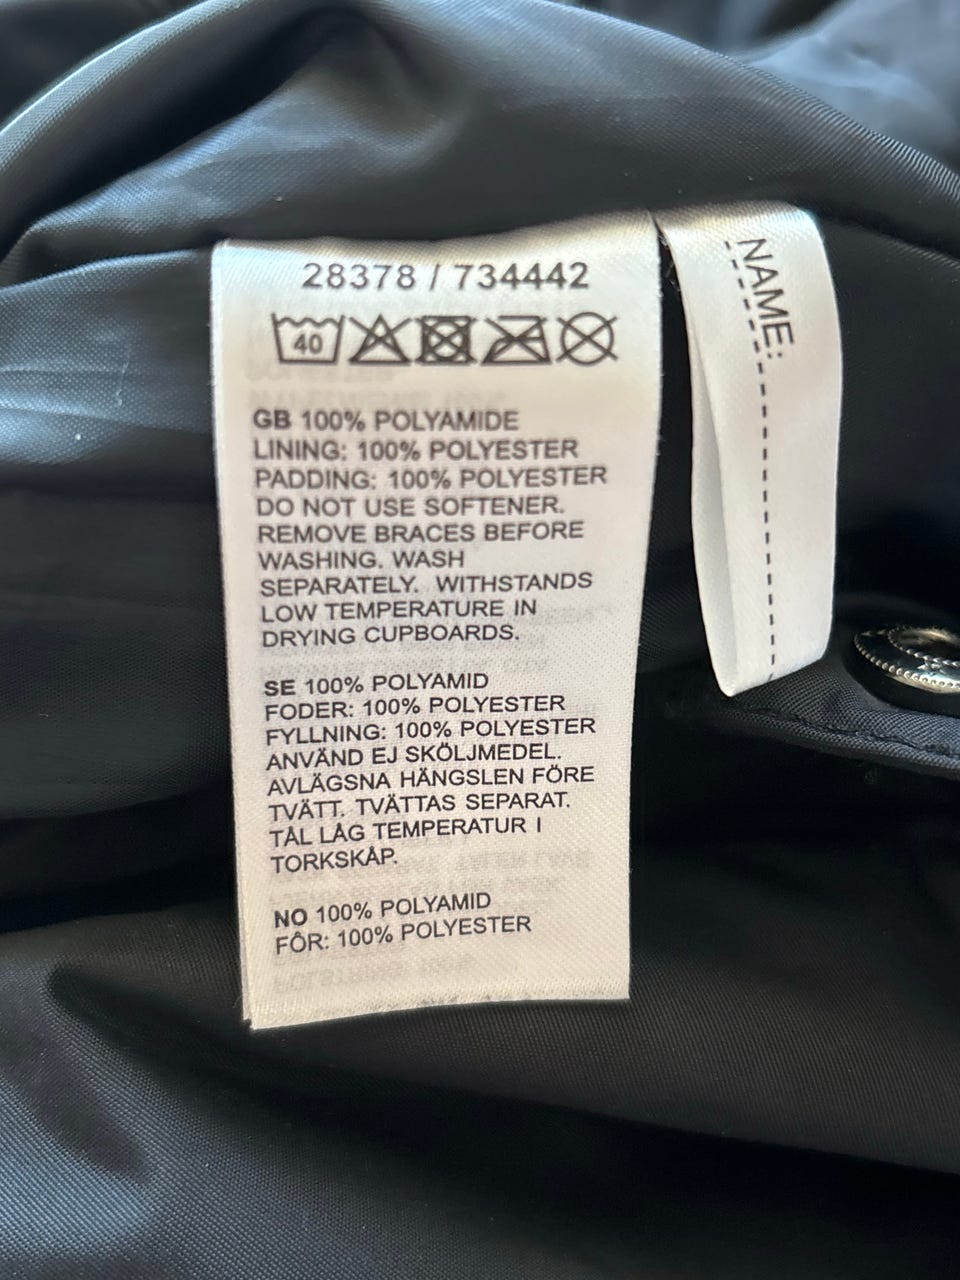 28378 / 734442
40
GB 100% POLYAMIDE
LINING: 100% POLYESTER
PADDING: 100% POLYESTER
DO NOT USE SOFTENER.
REMOVE BRACES BEFORE
WASHING. WASH
SEPARATELY. WITHSTANDS
LOW TEMPERATURE IN
DRYING CUPBOARDS.
SE 100% POLYAMID
FODER: 100% POLYESTER
FYLLNING: 100% POLYESTER
ANVÄND EJ SKÖLJMEDEL.
AVLÄGSNA HÄNGSLEN FÖRE
TVÄTT. TVÄTTAS SEPARAT.
TÅL LÅG TEMPERATUR I
TORKSKÅP.
NO 100% POLYAMID
FÔR: 100% POLYESTER
NAME: